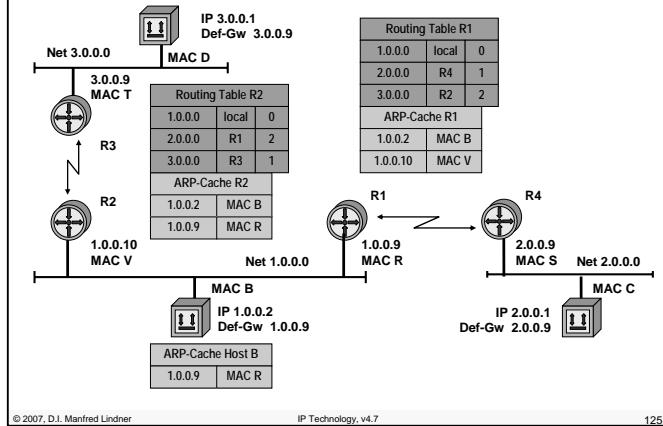 IP 3.0.0.1
Def-Gw 3.0.0.9
Net 3.0.0.0
MAC D
3.0.0.9
MAC T
R3
Routing Table R2
1.0.0.0 local 0
2.0.0.0 R1 2
3.0.0.0 R3 1
ARP-Cache R2
1.0.0.2 MAC B
1.0.0.9 MAC R
Routing Table R1
1.0.0.0 local 0
2.0.0.0 R4 1
3.0.0.0 R2 2
ARP-Cache R1
1.0.0.2 MAC B
1.0.0.10 MAC V
R2
1.0.0.10
MAC V
R1
1.0.0.9
MAC R
R4
2.0.0.9
MAC S
Net 1.0.0.0
Net 2.0.0.0
MAC B
IP 1.0.0.2
Def-Gw 1.0.0.9
MAC C
IP 2.0.0.1
Def-Gw 2.0.0.9
ARP-Cache Host B
1.0.0.9 MAC R
© 2007, D.I. Manfred Lindner
IP Technology, v4.7
125